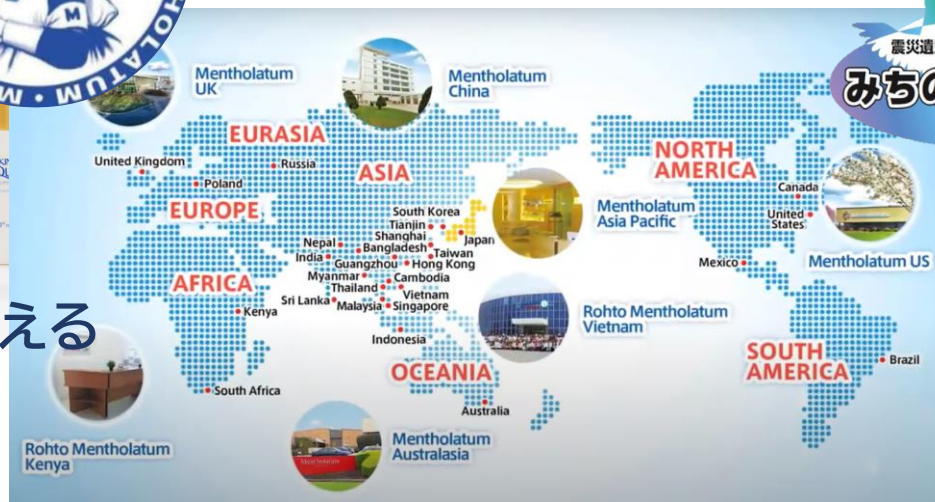 HOLATUM • M
M
震災遺
みちの
Mentholatum
UK
Mentholatum
China
EURASIA
United Kingdom
Russia
Poland
ASIA
EUROPE
NORTH
AMERICA
Canada
United
States
Mexico
Mentholatum US
Mentholatum
Asia Pacific
South Korea
Tianjin
Shanghai
Japan
Nepal
Bangladesh
Taiwan
India
Guangzhou
Hong Kong
Myanmar
Cambodia
Thailand
Vietnam
Sri Lanka
Malaysia
Singapore
Indonesia
AFRICA
Kenya
South Africa
える
Rohto Mentholatum
Vietnam
SOUTH
AMERICA
Brazil
OCEANIA
Australia
Rohto Mentholatum
Kenya
Mentholatum
Australasia